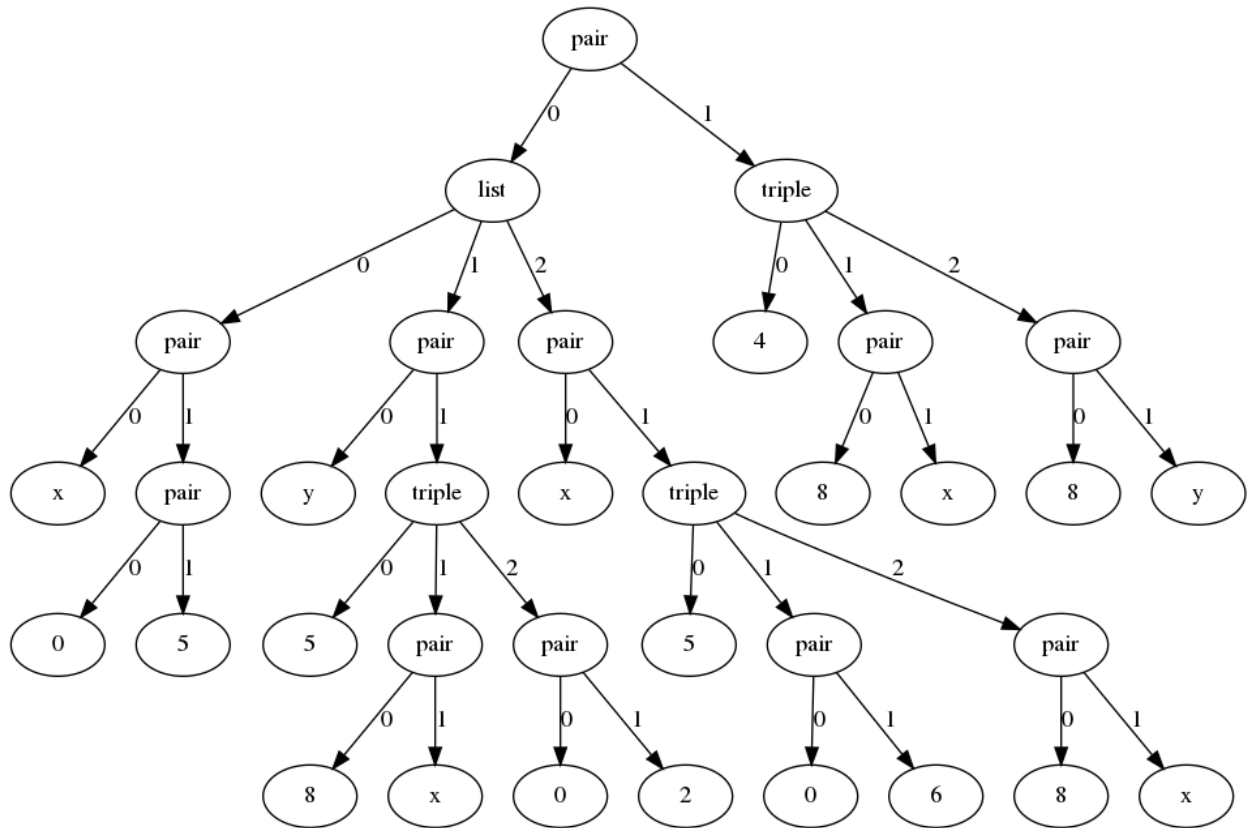 pair
0 1
list triple
0 1 2 0 1 2
pair pair pair 4 pair pair
0 1 0 1 0 1 0 1 0 1
x pair y triple x triple 8 x 8 y
0 1 0 1 2 0 1 2
0 5 5 pair pair 5 pair pair
0 1 0 1 0 1 0 1
8 x 0 2 0 6 8 x